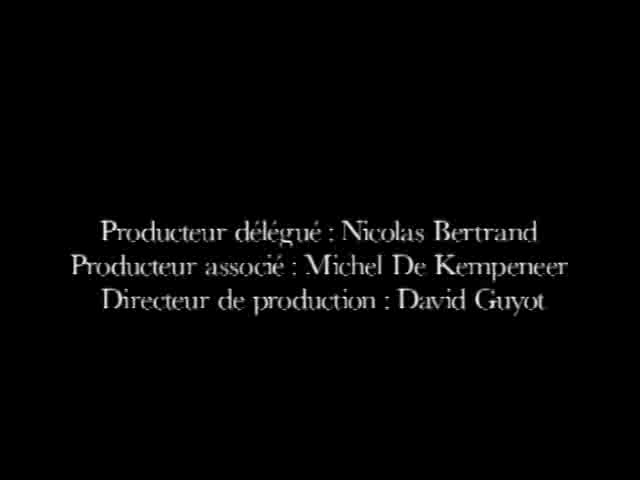 Producteur délégué : Nicolas Bertrand
Producteur associé : Michel De Kempeneer
Directeur de production : David Guyot